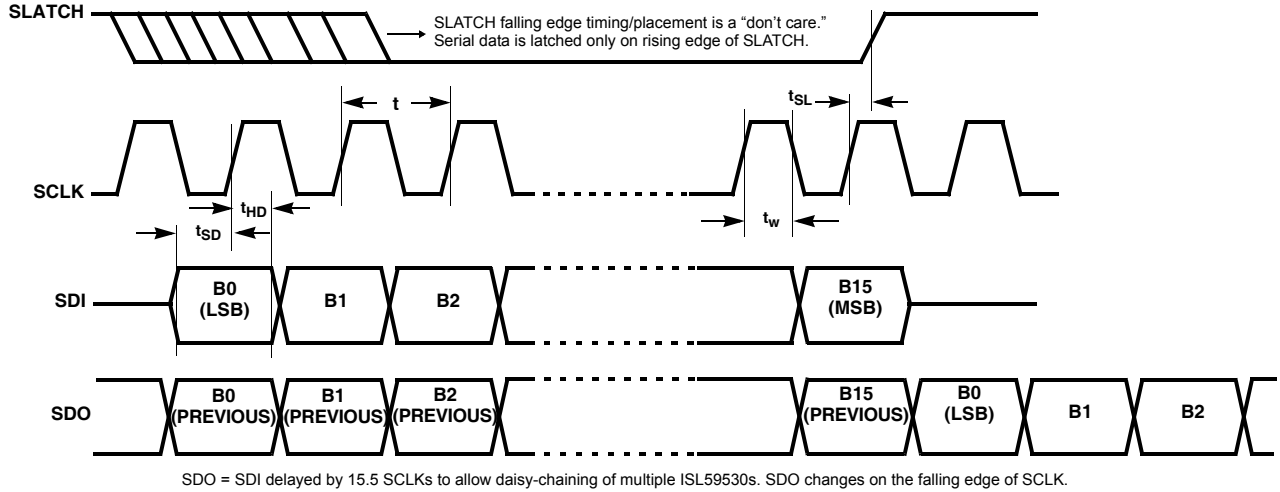 SLATCH
SLATCH falling edge timing/placement is a “don’t care.”
Serial data is latched only on rising edge of SLATCH.
t
tSL
SCLK
tHD
tSD
tw
SDI
B0
(LSB)
B1
B2
B15
(MSB)
SDO
B0
(PREVIOUS)
B1
(PREVIOUS)
B2
(PREVIOUS)
B15
(PREVIOUS)
B0
(LSB)
B1
B2
SDO = SDI delayed by 15.5 SCLKs to allow daisy-chaining of multiple ISL59530s. SDO changes on the falling edge of SCLK.